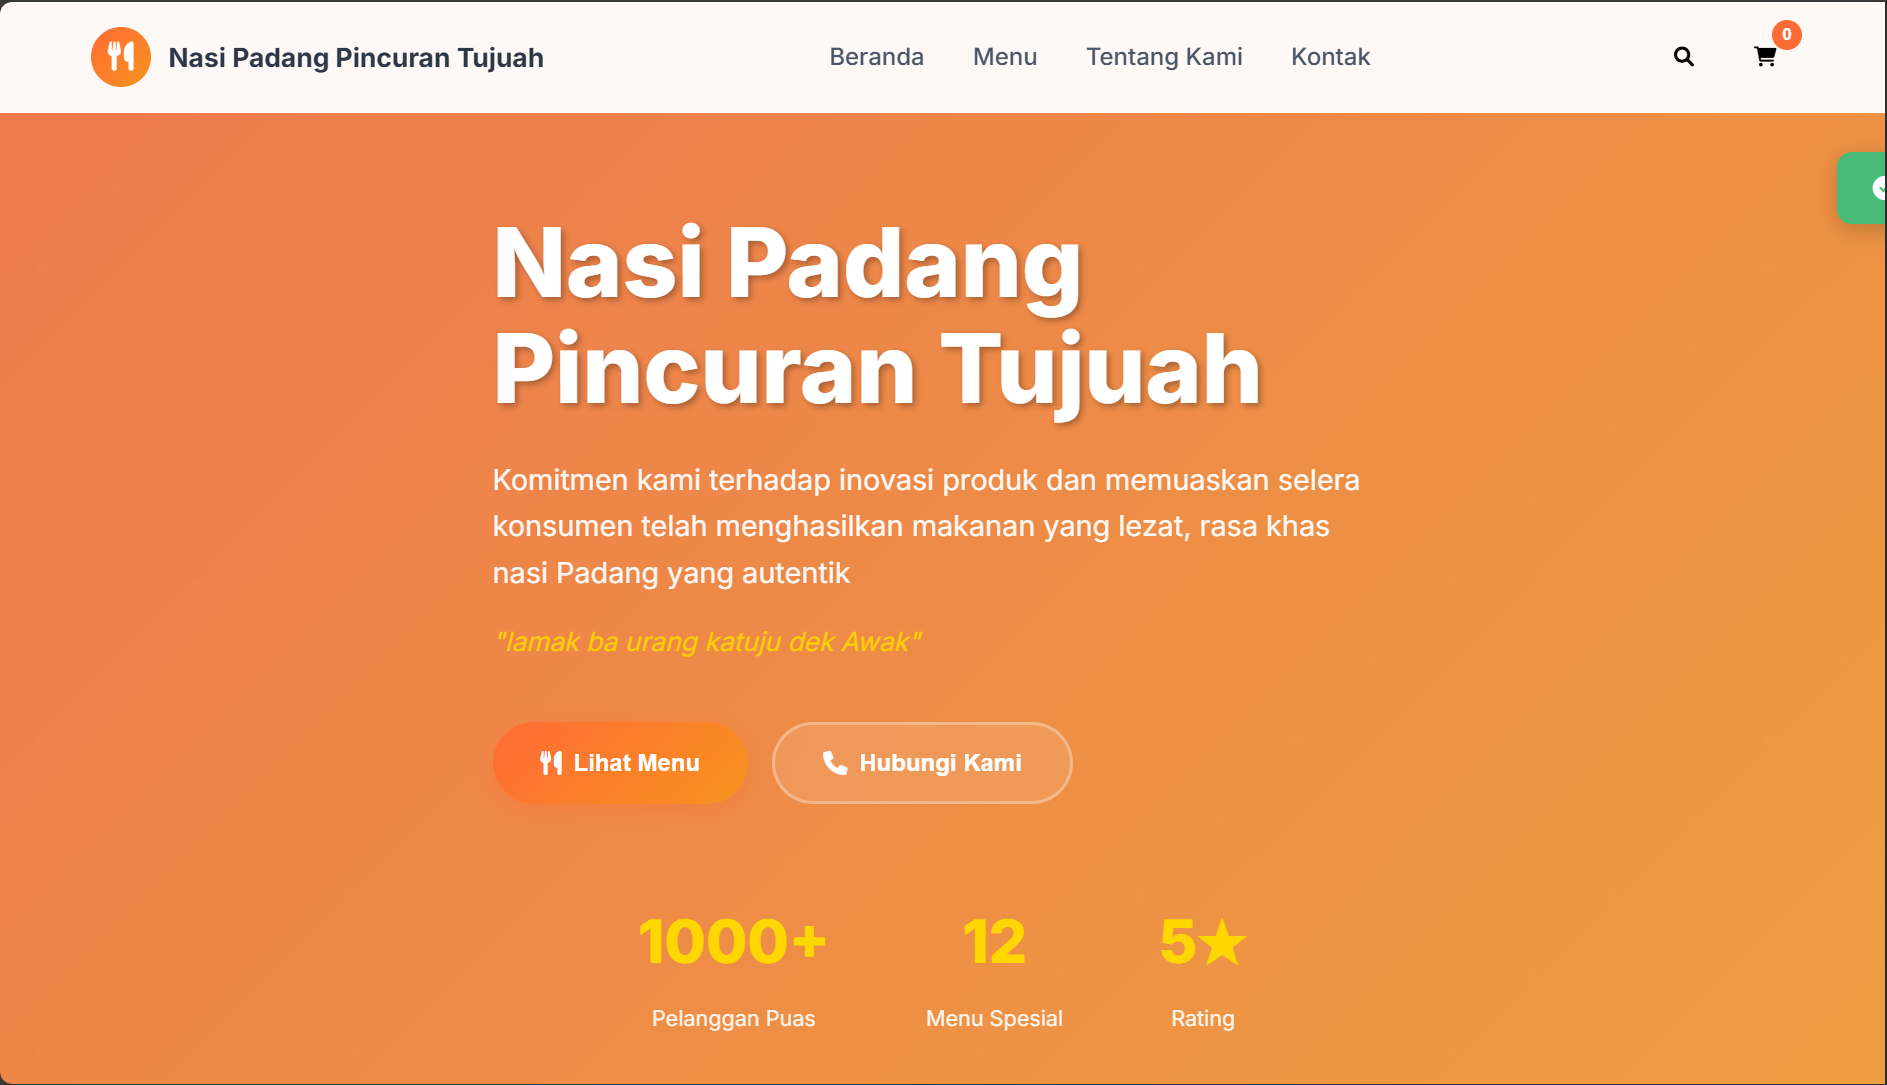 Nasi Padang Pincuran Tujuah
Beranda
Menu
Tentang Kami
Kontak
0
Nasi Padang
Pincuran Tujuah
Komitmen kami terhadap inovasi produk dan memuaskan selera
konsumen telah menghasilkan makanan yang lezat, rasa khas
nasi Padang yang autentik
"lamak ba urang katuju dek Awak"
Lihat Menu
Hubungi Kami
1000+
12
5★
Pelanggan Puas
Menu Spesial
Rating